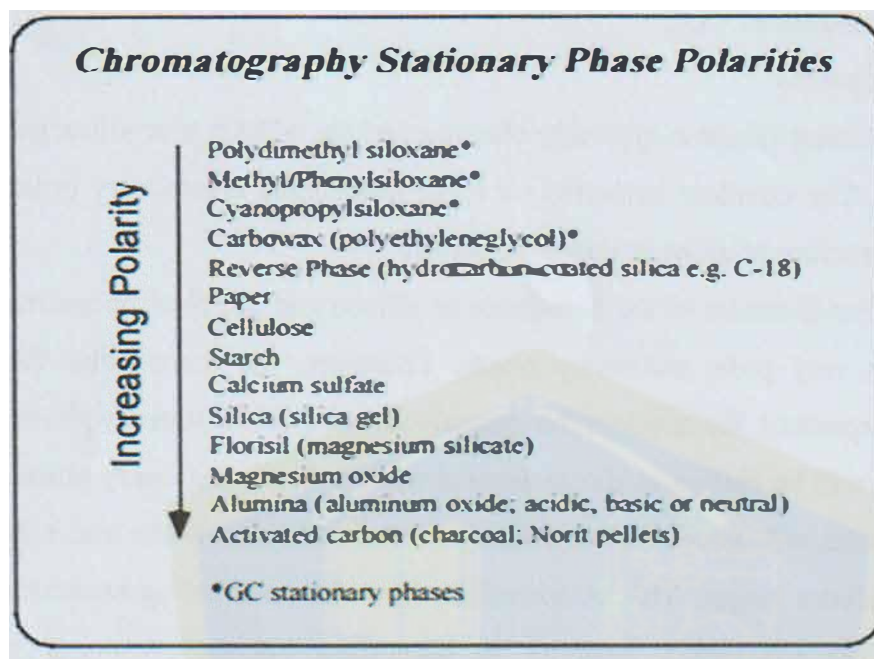 Chromatography Stationary Phase Polarities
Increasing Polarity
Polydimethyl siloxane*
Methyl/Phenylsiloxane*
Cyanopropylsiloxane*
Carbowax (polyethyleneglycol)*
Reverse Phase (hydrocarbon-coated silica e.g. C-18)
Paper
Cellulose
Starch
Calcium sulfate
Silica (silica gel)
Florisil (magnesium silicate)
Magnesium oxide
Alumina (aluminum oxide; acidic, basic or neutral)
Activated carbon (charcoal; Norit pellets)
*GC stationary phases